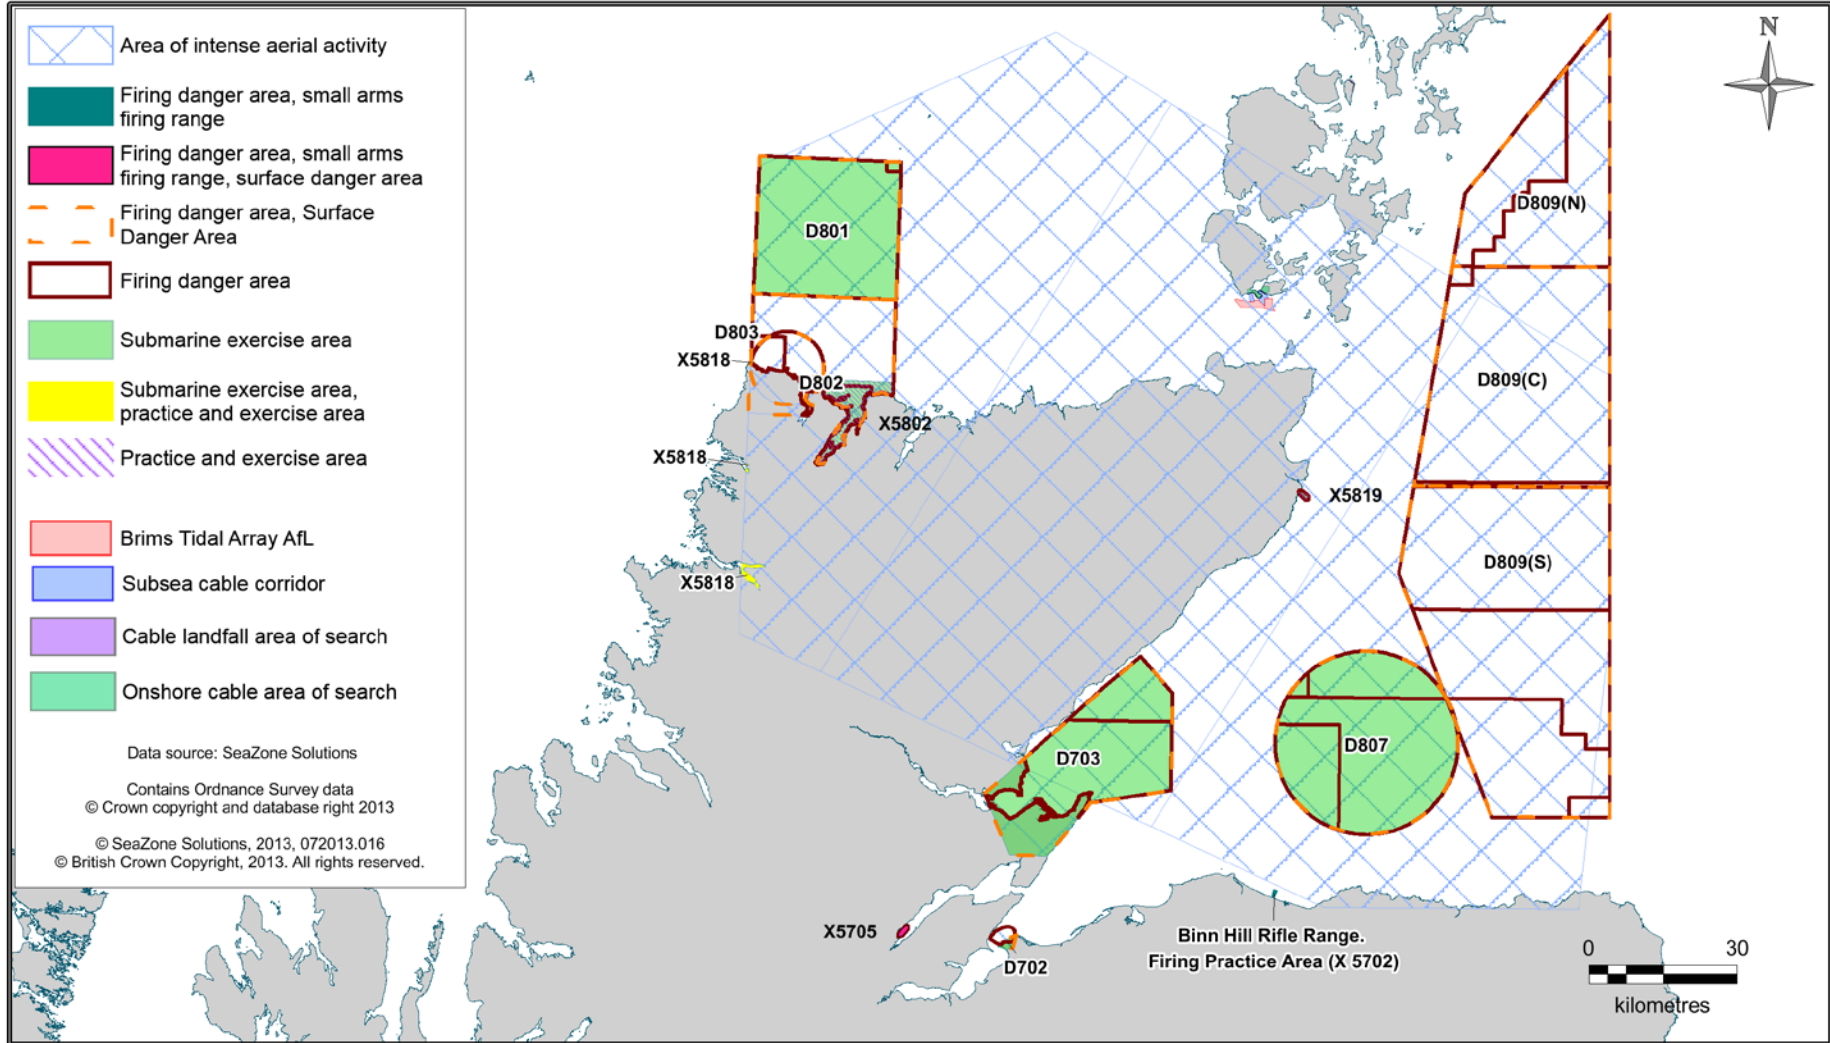 Area of intense aerial activity
Firing danger area, small arms
firing range
Firing danger area, small arms
firing range, surface danger area
Firing danger area, Surface
Danger Area
Firing danger area
Submarine exercise area
Submarine exercise area,
practice and exercise area
Practice and exercise area
Brims Tidal Array AfL
Subsea cable corridor
Cable landfall area of search
Onshore cable area of search
Data source: SeaZone Solutions
Contains Ordnance Survey data
© Crown copyright and database right 2013
© SeaZone Solutions, 2013, 072013.016
© British Crown Copyright, 2013. All rights reserved.
N
D809(N)
D801
D803
X5818
D802
D809(C)
X5802
X5818
X5819
D809(S)
X5818
D807
D703
X5705
D702
Binn Hill Rifle Range.
Firing Practice Area (X 5702)
0 30
kilometres